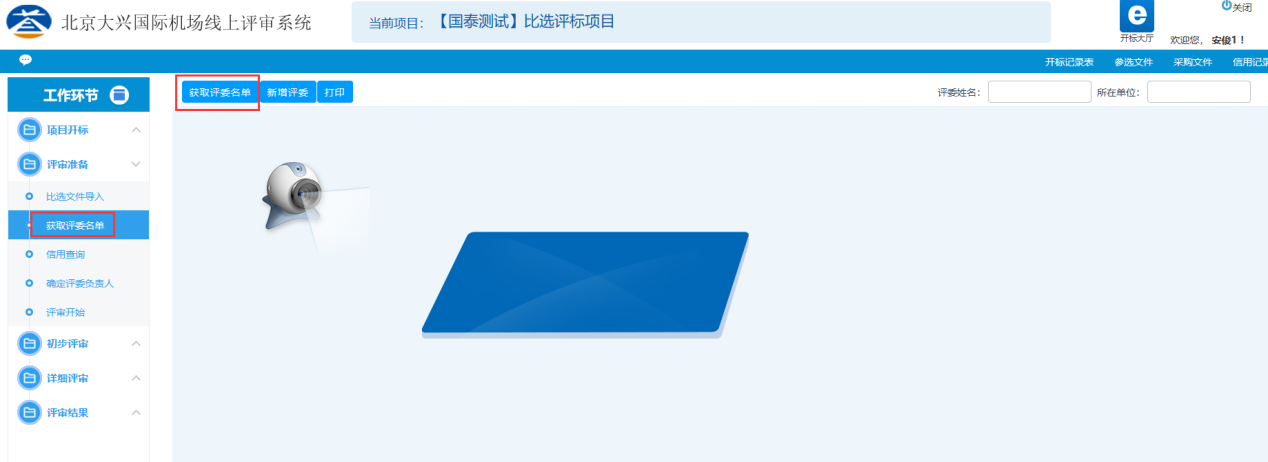 北京大兴国际机场线上评审系统
当前项目: 【国泰测试】比选评标项目
开标大厅
关闭
欢迎您, 安俊1！
开标记录表 参选文件 采购文件 信用记录
工作环节
获取评委名单 新增评委 打印
评委姓名: 所在单位:
项目开标
评审准备
比选文件导入
获取评委名单
信用查询
确定评委负责人
评审开始
初步评审
详细评审
评审结果